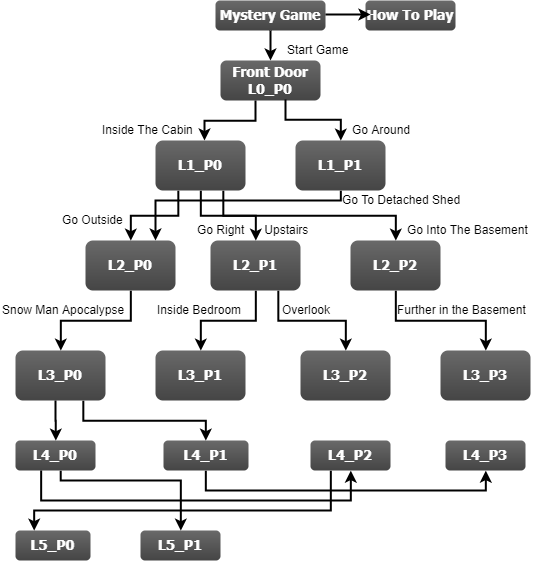 Mystery Game
How To Play
Start Game
Front Door
L0_P0
Inside The Cabin
Go Around
L1_P0
L1_P1
Go To Detached Shed
Go Outside
Go Right
Upstairs
Go Into The Basement
L2_P0
L2_P1
L2_P2
Snow Man Apocalypse
Inside Bedroom
Overlook
Further in the Basement
L3_P0
L3_P1
L3_P2
L3_P3
L4_P0
L4_P1
L4_P2
L4_P3
L5_P0
L5_P1